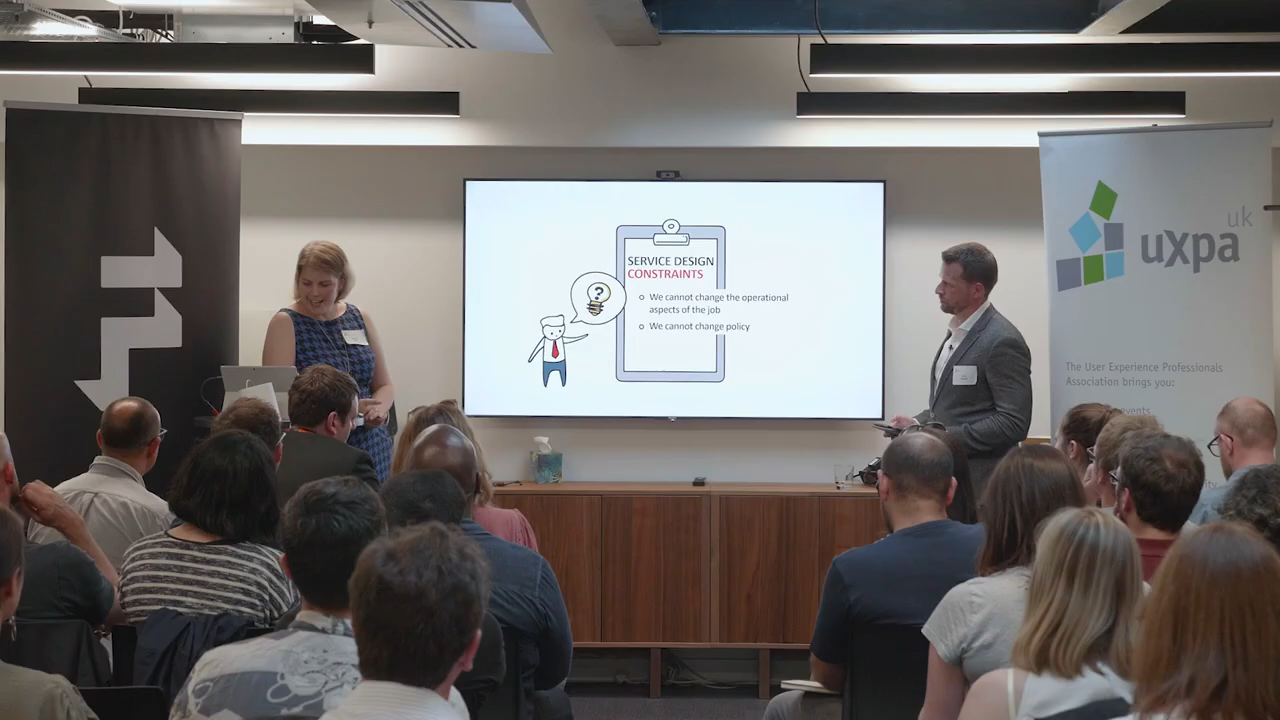 SERVICE DESIGN
CONSTRAINTS
We cannot change the operational
aspects of the job
We cannot change policy
?
uxpa uk
The User Experience Professionals
Association brings you:
events